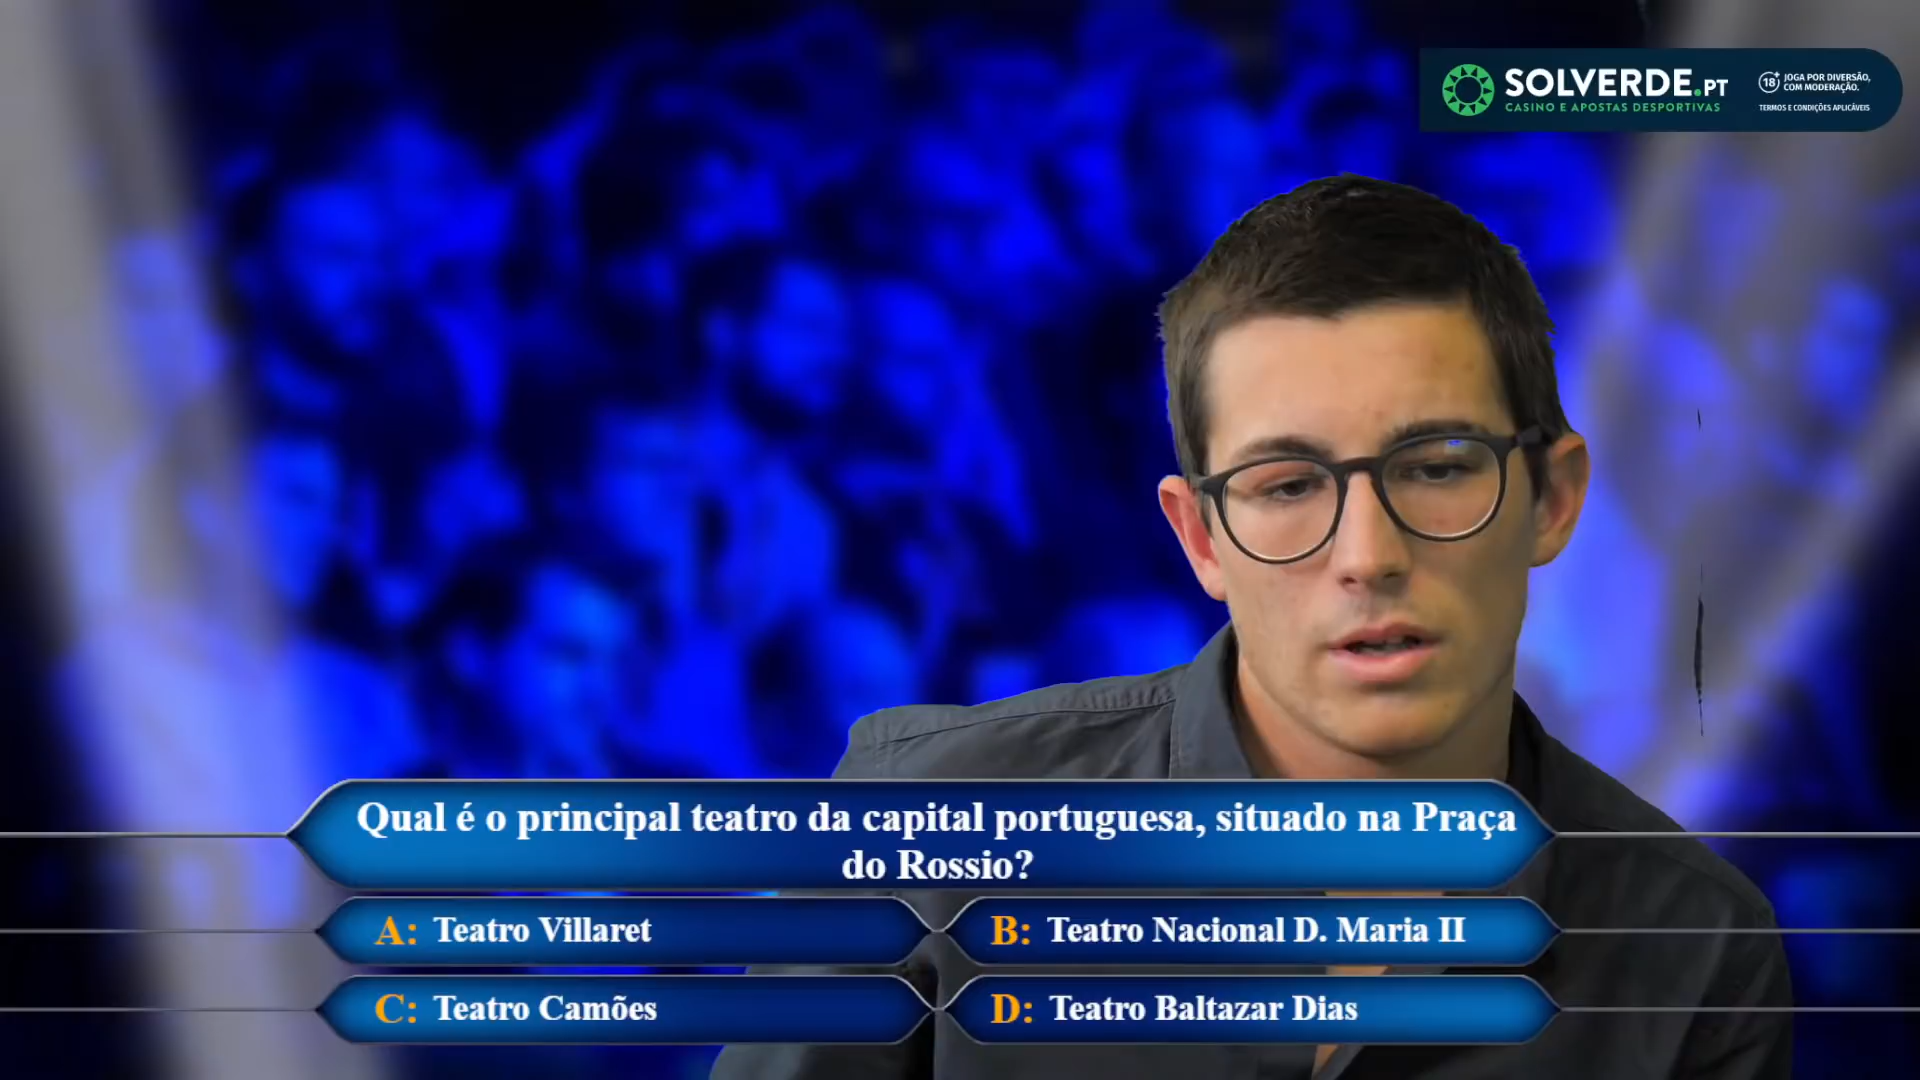 SOLVERDE.PT
CASINO E APOSTAS DESPORTIVAS
18+
JOGA POR DIVERSÃO,
COM MODERAÇÃO.
TERMOS E CONDIÇÕES APLICÁVEIS
Qual é o principal teatro da capital portuguesa, situado na Praça
do Rossio?
A: Teatro Villaret
B: Teatro Nacional D. Maria II
C: Teatro Camões
D: Teatro Baltazar Dias